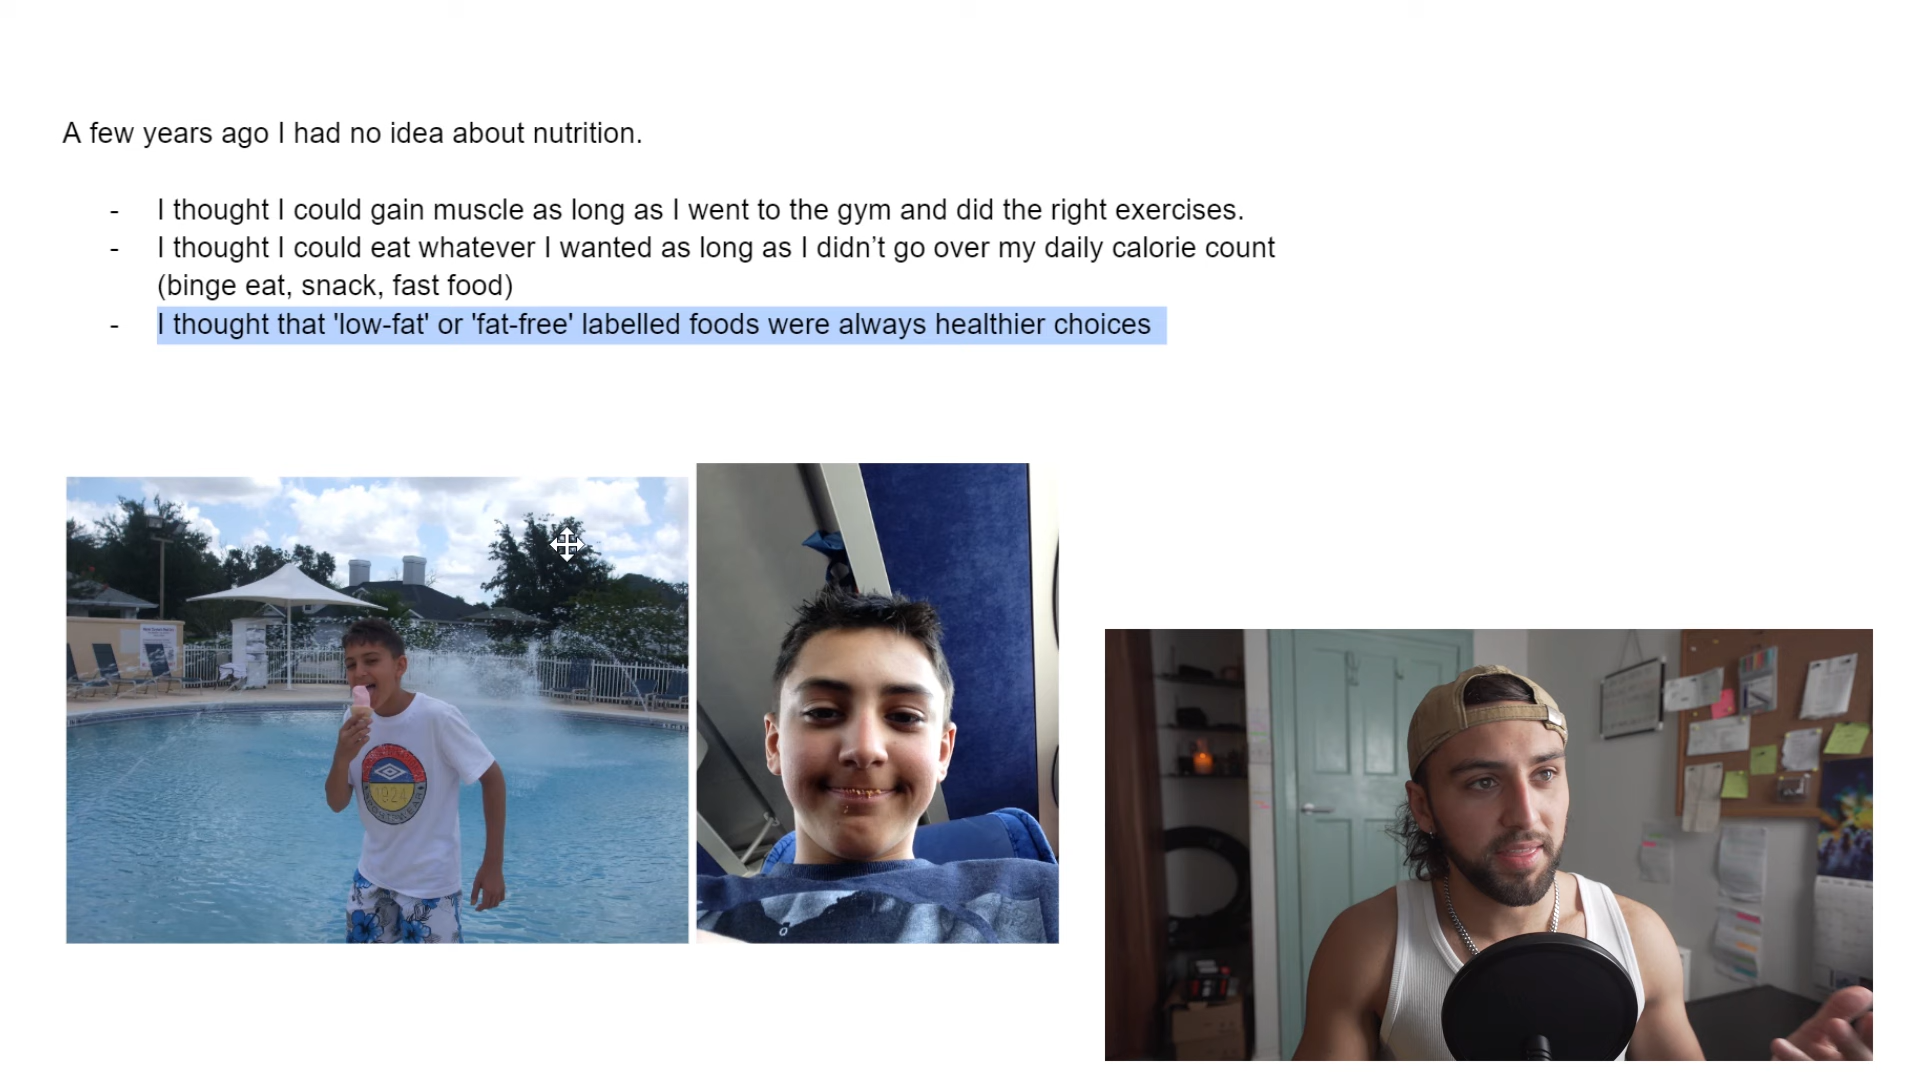 A few years ago I had no idea about nutrition.
- I thought I could gain muscle as long as I went to the gym and did the right exercises.
- I thought I could eat whatever I wanted as long as I didn’t go over my daily calorie count
(binge eat, snack, fast food)
- I thought that 'low-fat' or 'fat-free' labelled foods were always healthier choices
1924